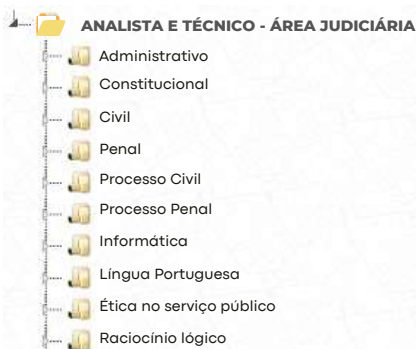 ANALISTA E TÉCNICO - ÁREA JUDICIÁRIA
Administrativo
Constitucional
Civil
Penal
Processo Civil
Processo Penal
Informática
Língua Portuguesa
Ética no serviço público
Raciocínio lógico